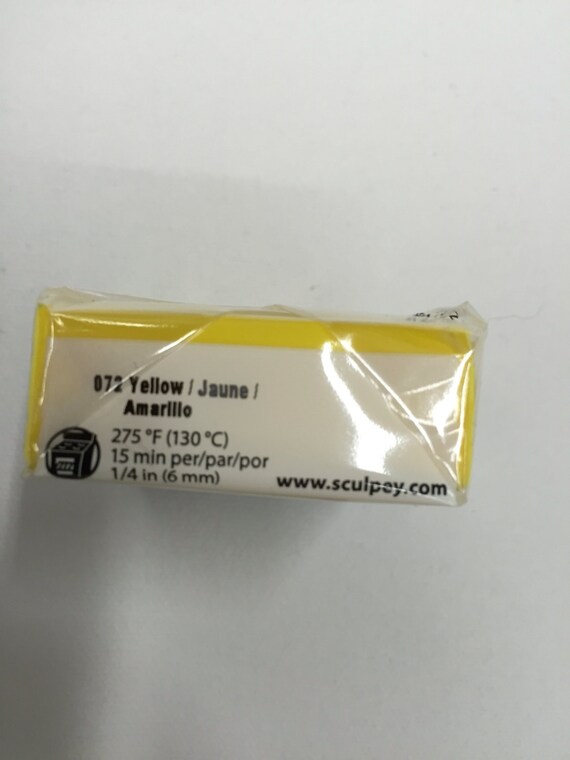 072 Yellow / Jaune /
Amarillo
275 °F (130 °C)
15 min per/par/por
1/4 in (6 mm)
www.sculpey.com